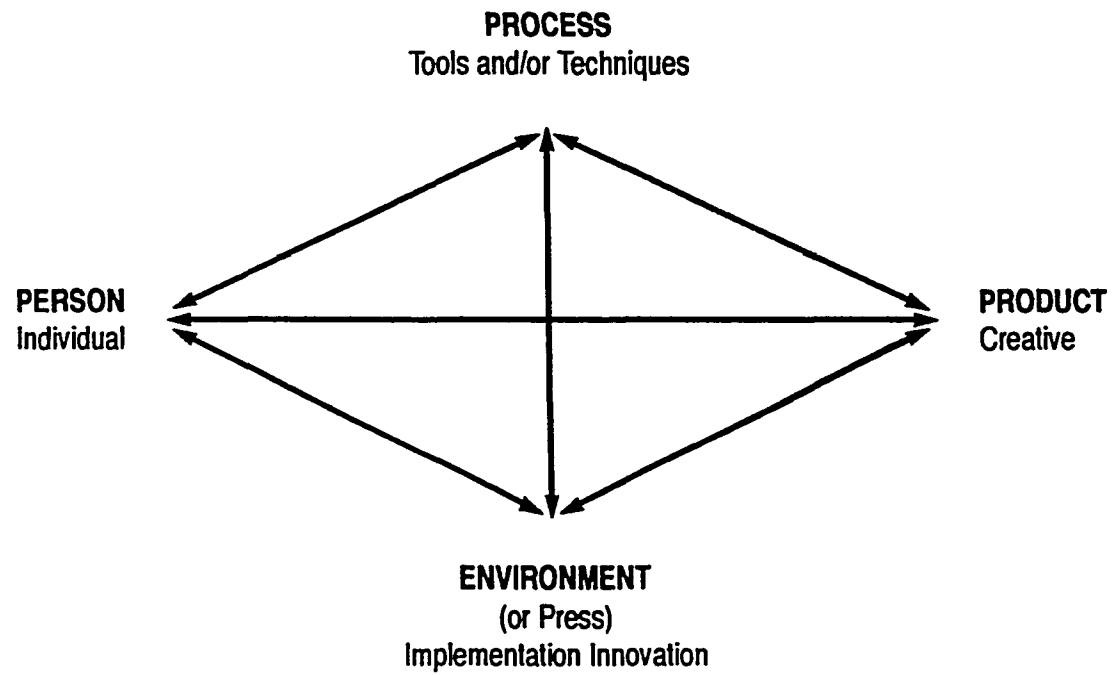 PROCESS
Tools and/or Techniques
PERSON
Individual
PRODUCT
Creative
ENVIRONMENT
(or Press)
Implementation Innovation